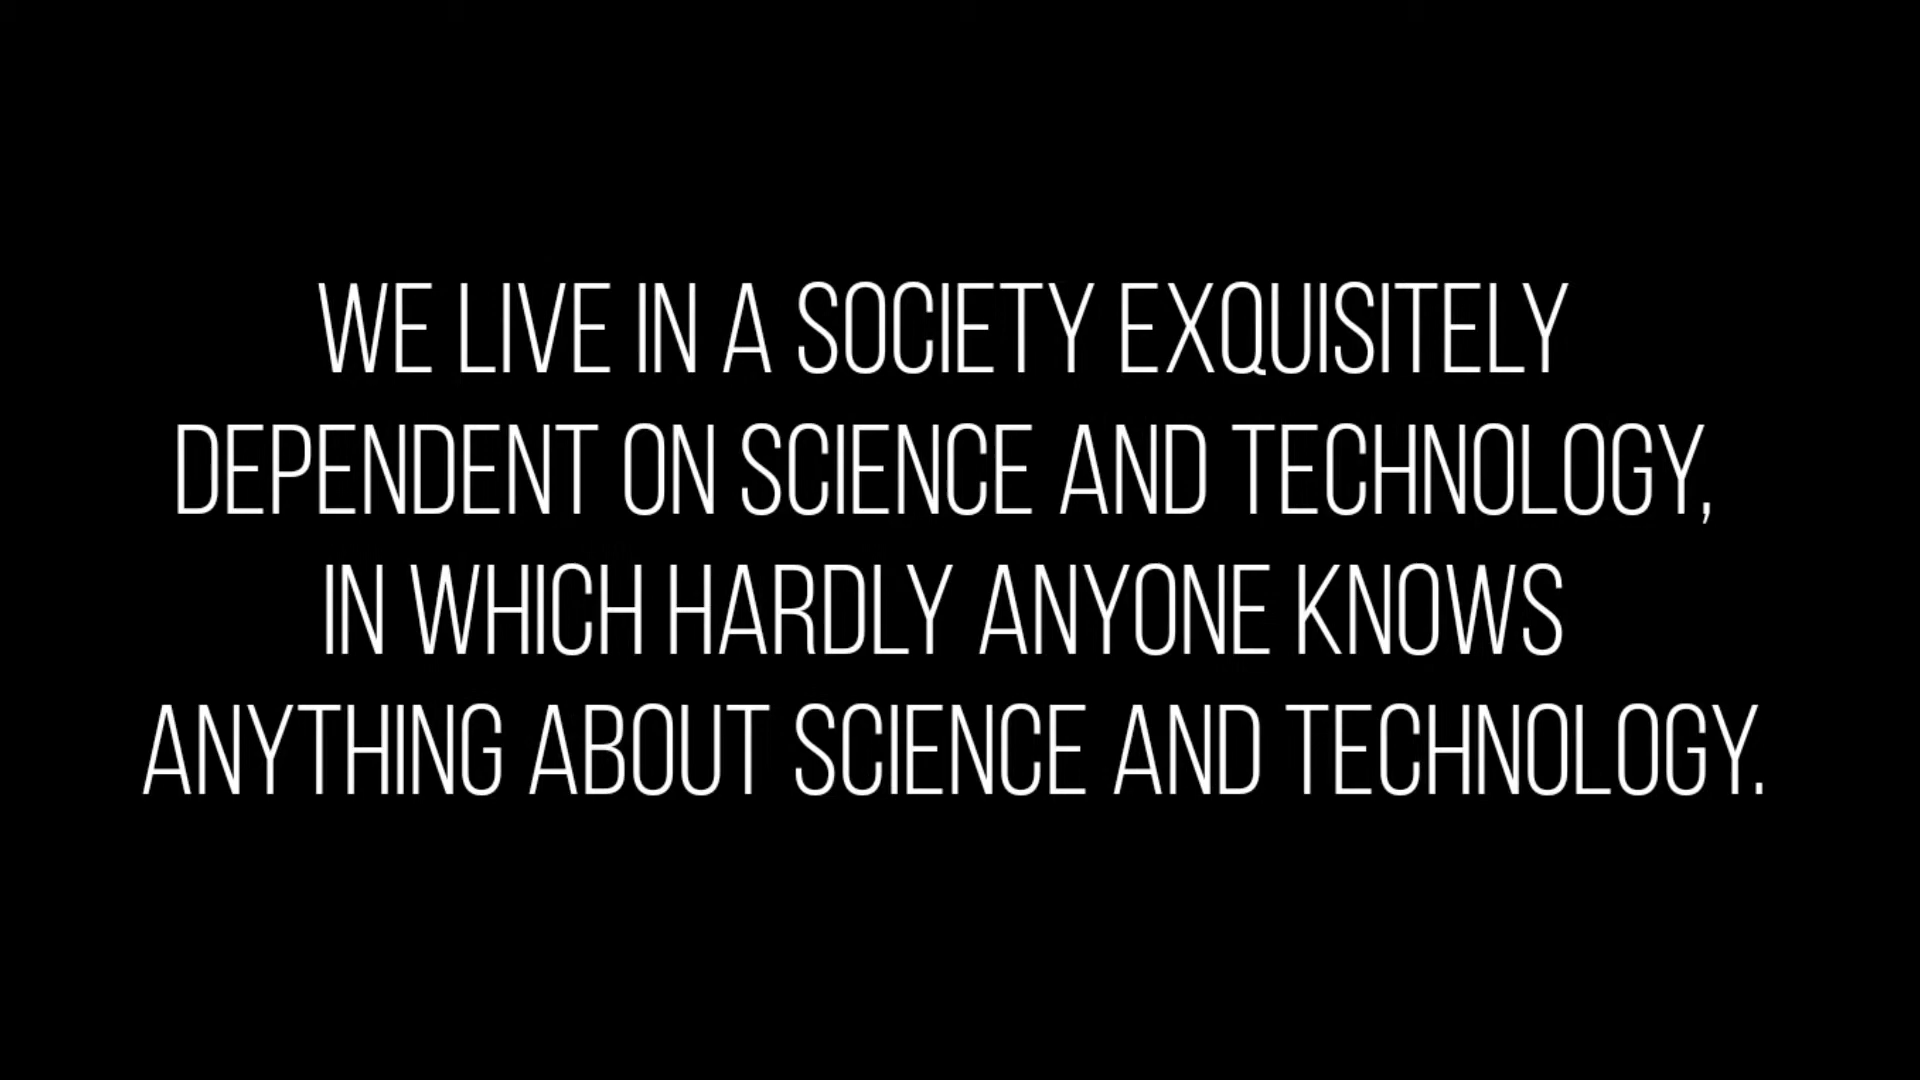 WE LIVE IN A SOCIETY EXQUISITELY
DEPENDENT ON SCIENCE AND TECHNOLOGY,
IN WHICH HARDLY ANYONE KNOWS
ANYTHING ABOUT SCIENCE AND TECHNOLOGY.